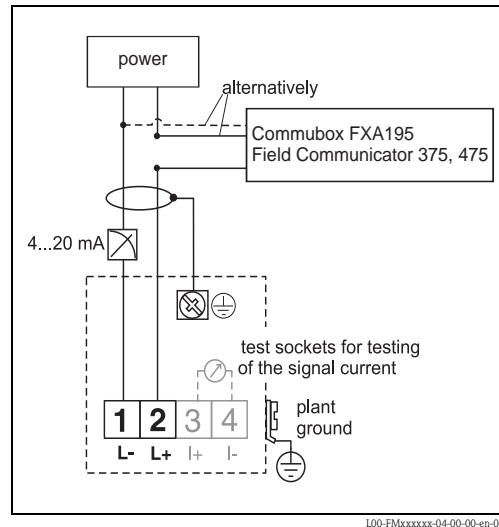 power
alternatively
Commubox FXA195
Field Communicator 375, 475
4...20 mA
test sockets for testing
of the signal current
1 2 3 4
L- L+ I+ I-
plant
ground
L00-FMxxxxxx-04-00-00-en-0